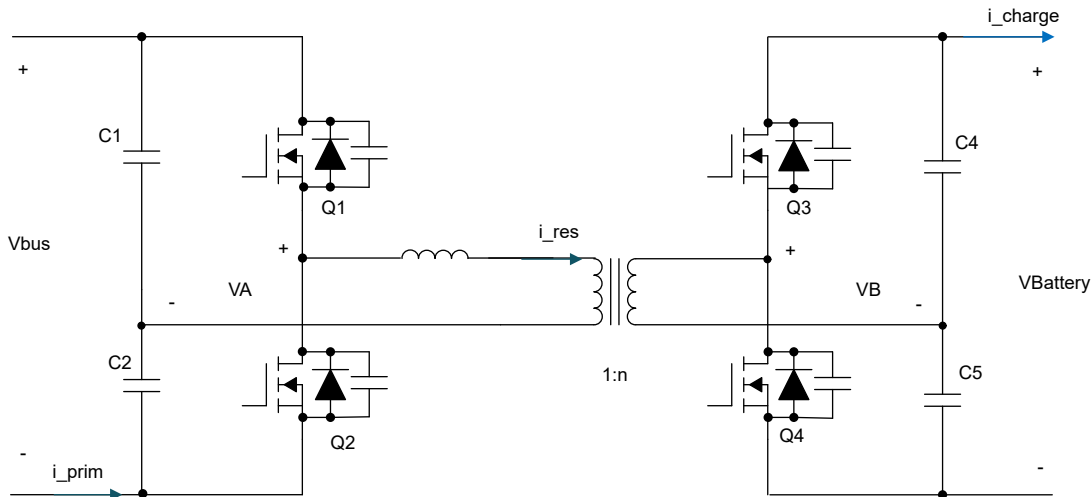 i_charge
+
+
C1
C4
Q1
Q3
Vbus
+
i_res
+
-
VA
VB
-
VBattery
C2
1:n
C5
Q2
Q4
-
i_prim
-